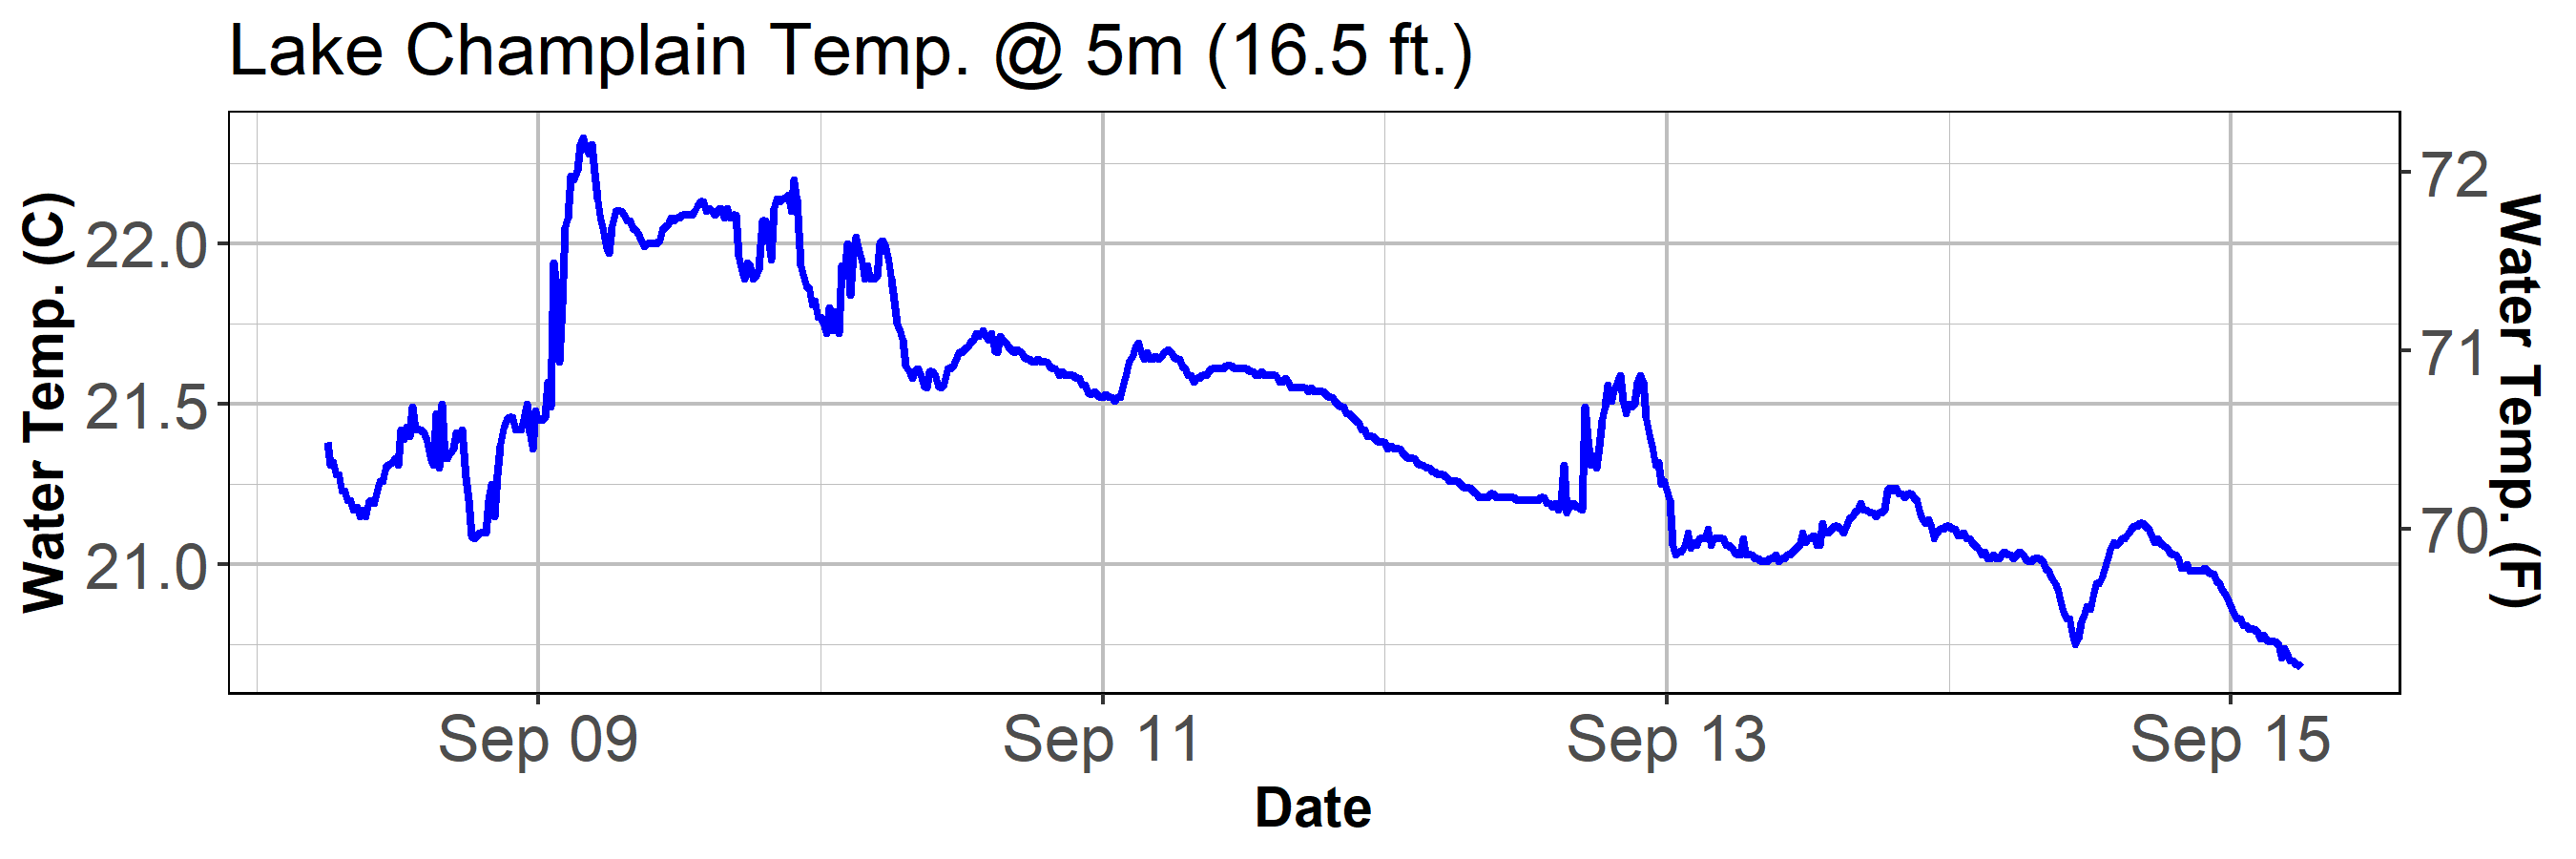 Lake Champlain Temp. @ 5m (16.5 ft.)
Water Temp. (C)
22.0
21.5
21.0
72
71
70
Water Temp. (F)
Sep 09
Sep 11
Sep 13
Sep 15
Date